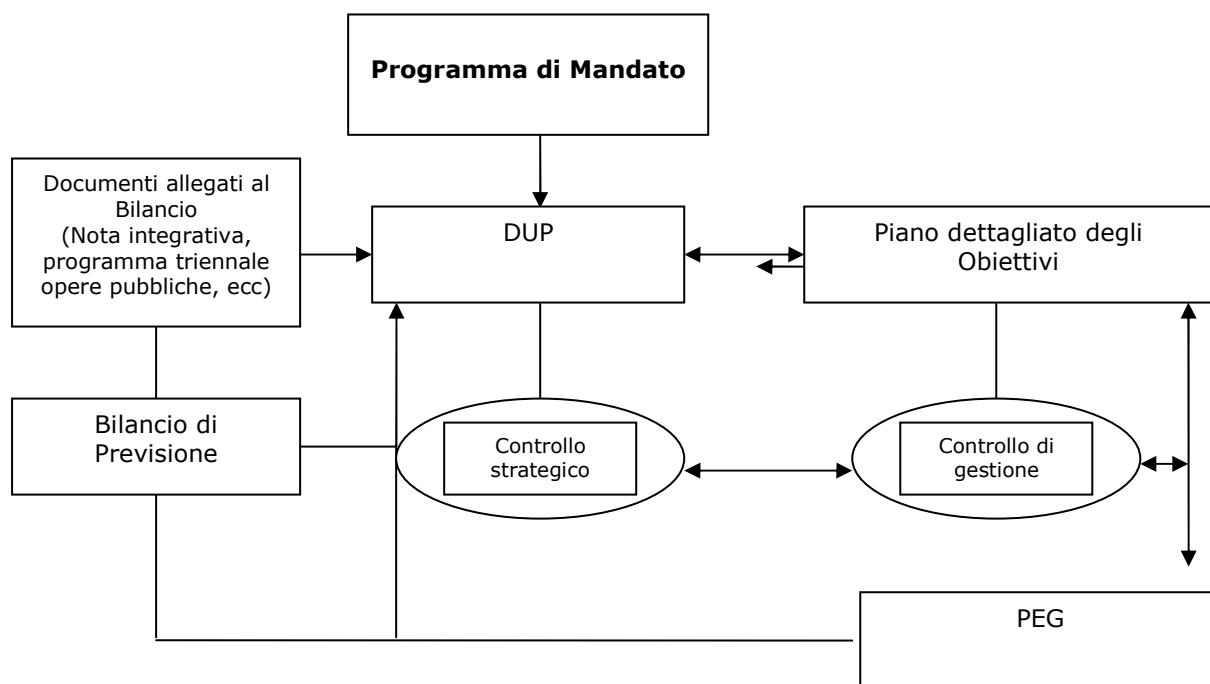 Programma di Mandato
Documenti allegati al
Bilancio
(Nota integrativa,
programma triennale
opere pubbliche, ecc)
DUP
Piano dettagliato degli
Obiettivi
Bilancio di
Previsione
Controllo
strategico
Controllo di
gestione
PEG